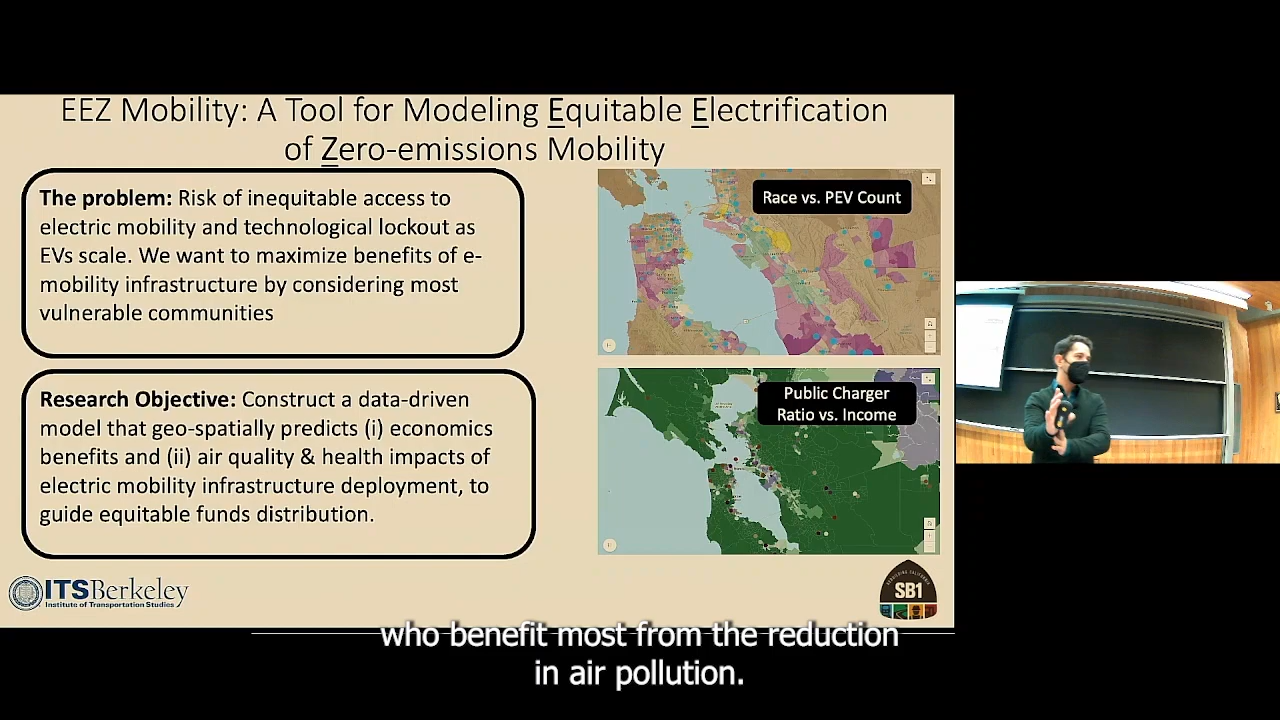 EEZ Mobility: A Tool for Modeling Equitable Electrification
of Zero-emissions Mobility
The problem: Risk of inequitable access to
electric mobility and technological lockout as
EVs scale. We want to maximize benefits of e-
mobility infrastructure by considering most
vulnerable communities
Race vs. PEV Count
Research Objective: Construct a data-driven
model that geo-spatially predicts (i) economics
benefits and (ii) air quality & health impacts of
electric mobility infrastructure deployment, to
guide equitable funds distribution.
Public Charger
Ratio vs. Income
ITSBerkeley
Institute of Transportation Studies
REBUILDING CALIFORNIA
SB1
who benefit most from the reduction
in air pollution.